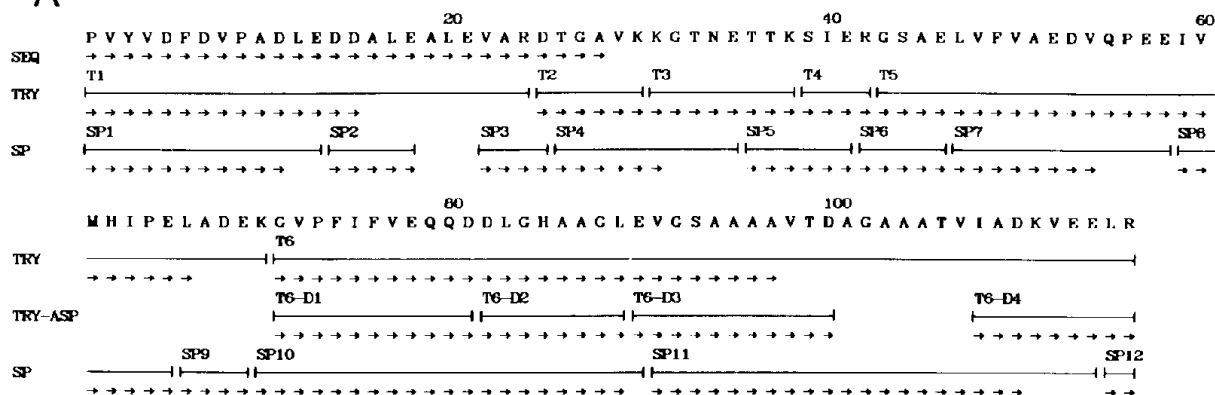 A
20 40 60
P V Y V D F D V P A D L E D D A L E A L E V A R D T G A V K K G T N E T T K S I E R G S A E L V F V A E D V Q P E E I V
SEQ
T1 T2 T3 T4 T5
TRY
SP1 SP2 SP3 SP4 SP5 SP6 SP7 SP8
SP
80 100
M H I P E L A D E K G V P F I F V E Q Q D D L G H A A G L E V G S A A A A V T D A G A A A T V I A D K V E E L R
T6
TRY
T6-D1 T6-D2 T6-D3 T6-D4
TRY-ASP
SP9 SP10 SP11 SP12
SP